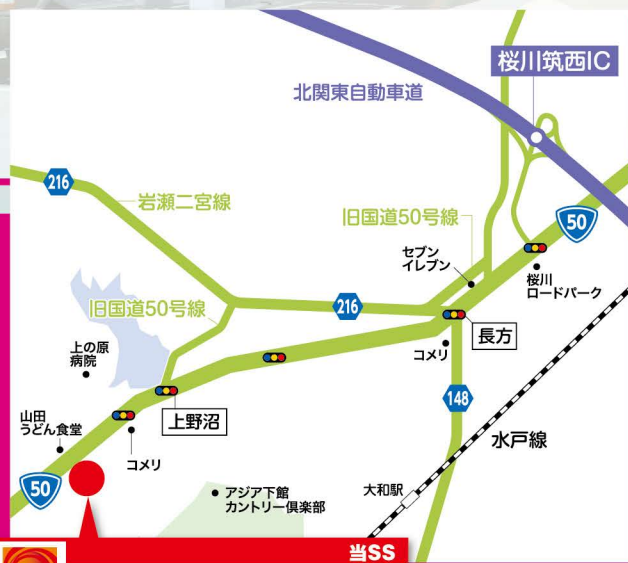 桜川筑西IC
北関東自動車道
216
岩瀬二宮線
旧国道50号線
50
セブン
イレブン
桜川
ロードパーク
旧国道50号線
216
長方
コメリ
上の原
病院
上野沼
148
山田
うどん食堂
コメリ
水戸線
50
アジア下館
カントリー倶楽部
大和駅
当SS